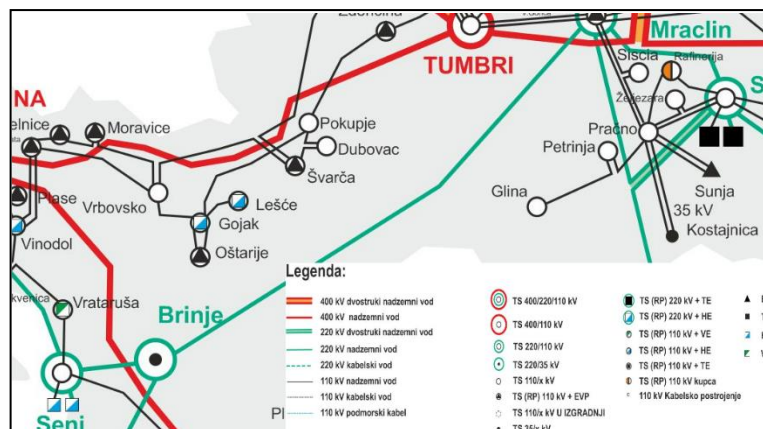 Mraclin
Siscia
Rafinerija
TUMBRI
NA
Moravice
Pokupje
Željezara
Dubovac
Pračno
Petrinja
Švarča
Plase
Lešće
Sunja
Vrbovsko
Glina
Gojak
35 kV
Vinodol
Kostajnica
Oštarije
Vrataruša
Brinje
Senj
Legenda:
400 kV dvostruki nadzemni vod
400 kV nadzemni vod
220 kV dvostruki nadzemni vod
220 kV nadzemni vod
220 kV kabelski vod
110 kV nadzemni vod
110 kV kabelski vod
110 kV podmorski kabel
TS 400/220/110 kV
TS 400/110 kV
TS 220/110 kV
TS 220/35 kV
TS 110/x kV
TS (RP) 110 kV + EVP
TS 110/x kV U IZGRADNJI
TS 35/x kV
TS (RP) 220 kV + TE
TS (RP) 220 kV + HE
TS (RP) 110 kV + VE
TS (RP) 110 kV + HE
TS (RP) 110 kV + TE
TS (RP) 110 kV kupca
110 kV Kabelsko postrojenje